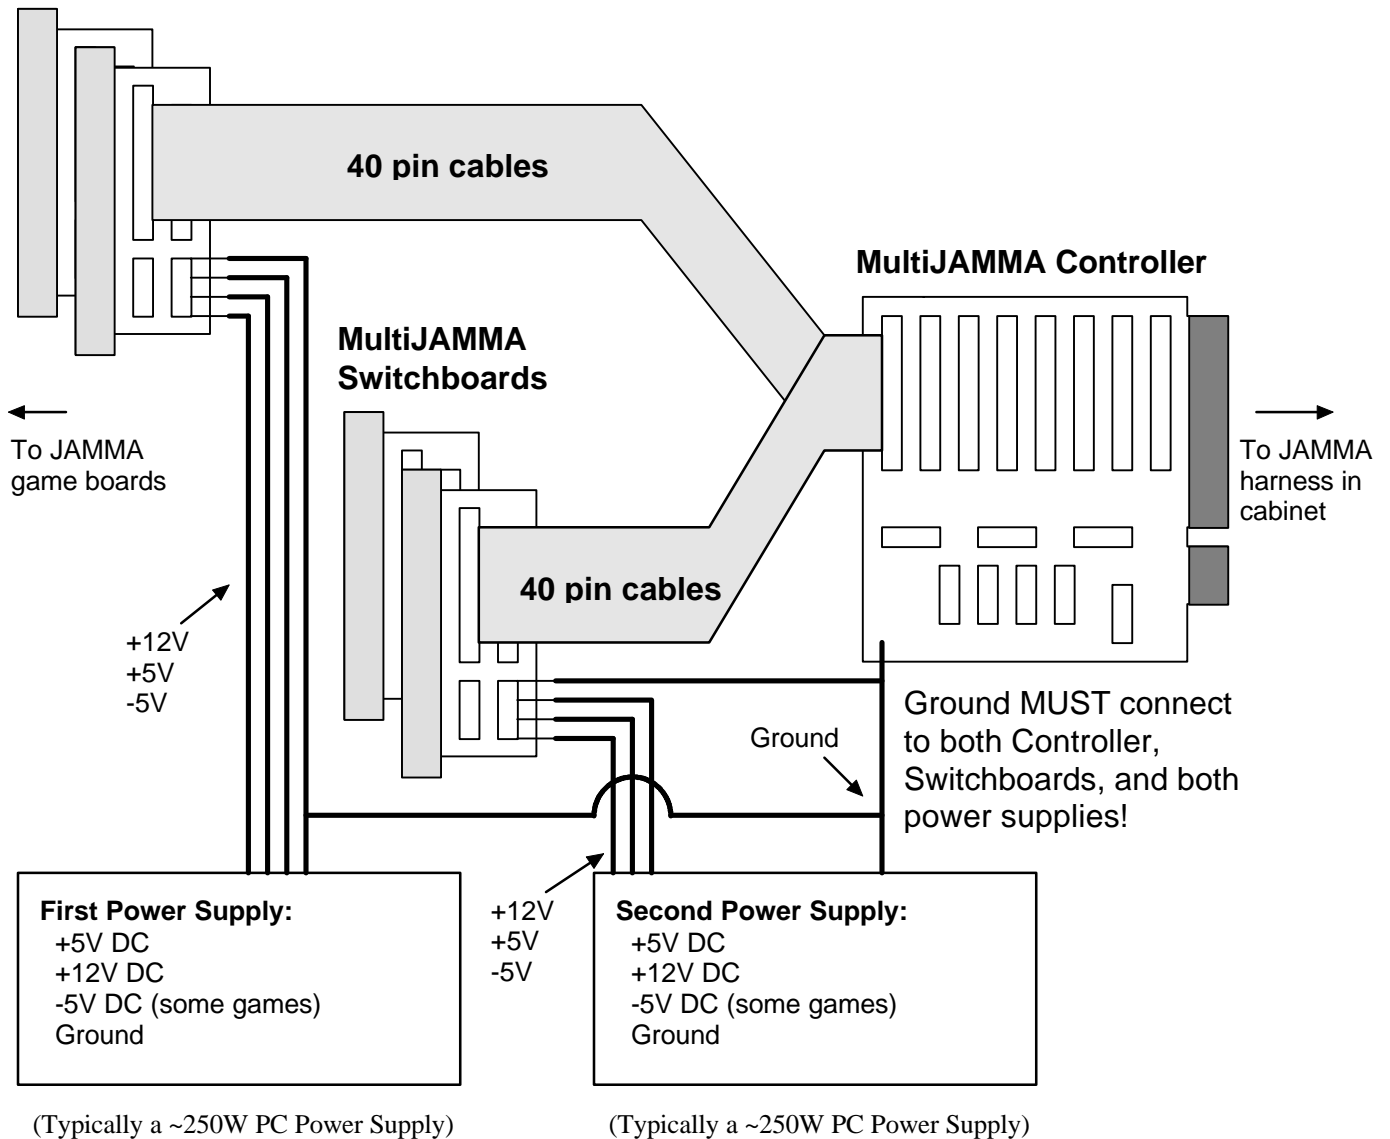 40 pin cables
MultiJAMMA Controller
MultiJAMMA
Switchboards
To JAMMA
game boards
To JAMMA
harness in
cabinet
40 pin cables
+12V
+5V
-5V
Ground MUST connect
to both Controller,
Switchboards, and both
power supplies!
Ground
First Power Supply:
+5V DC
+12V DC
-5V DC (some games)
Ground
+12V
+5V
-5V
Second Power Supply:
+5V DC
+12V DC
-5V DC (some games)
Ground
(Typically a ~250W PC Power Supply)
(Typically a ~250W PC Power Supply)